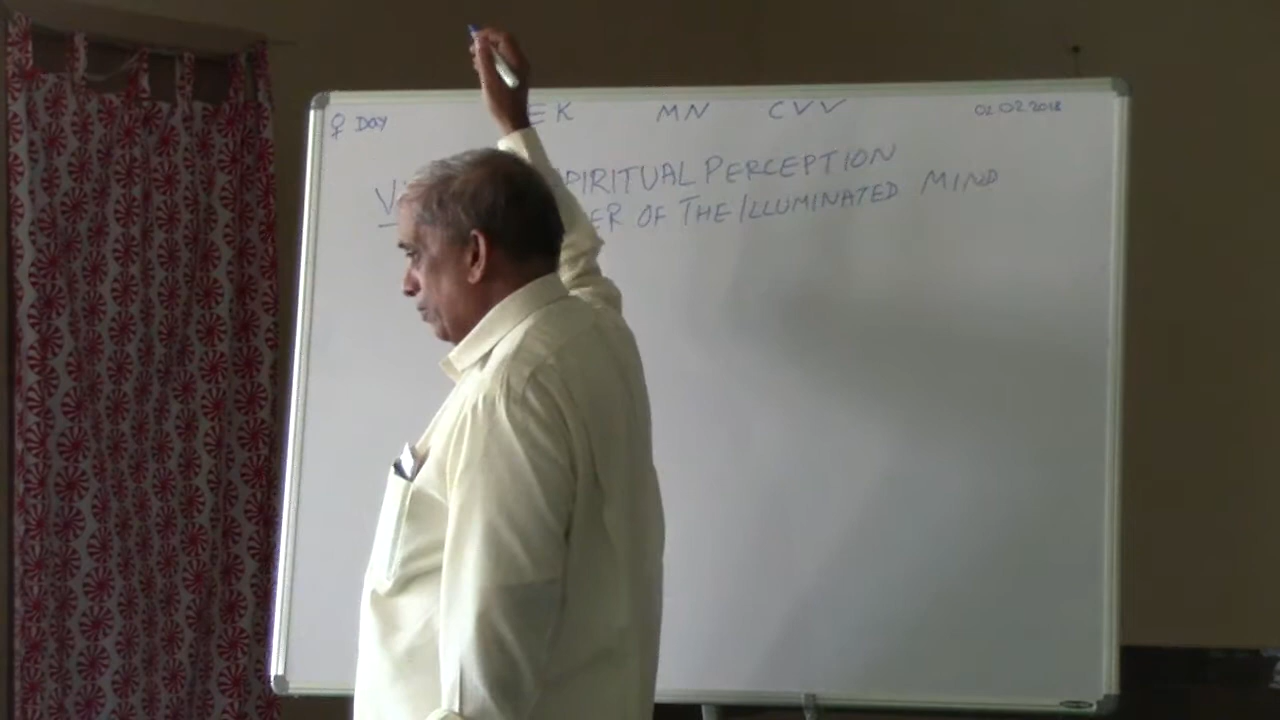 ♀ DAY EK MN CVV 02.02.2018
PIRITUAL PERCEPTION
ER OF THE ILLUMINATED MIND